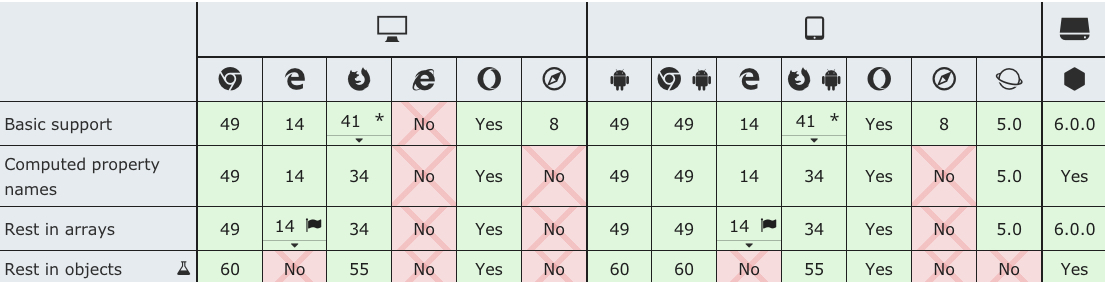 Basic support 49 14 41 * No Yes 8 49 49 14 41 * Yes 8 5.0 6.0.0
Computed property
names 49 14 34 No Yes No 49 49 14 34 Yes No 5.0 Yes
Rest in arrays 49 14 34 No Yes No 49 49 14 34 Yes No 5.0 6.0.0
Rest in objects 60 No 55 No Yes No 60 60 No 55 Yes No No Yes